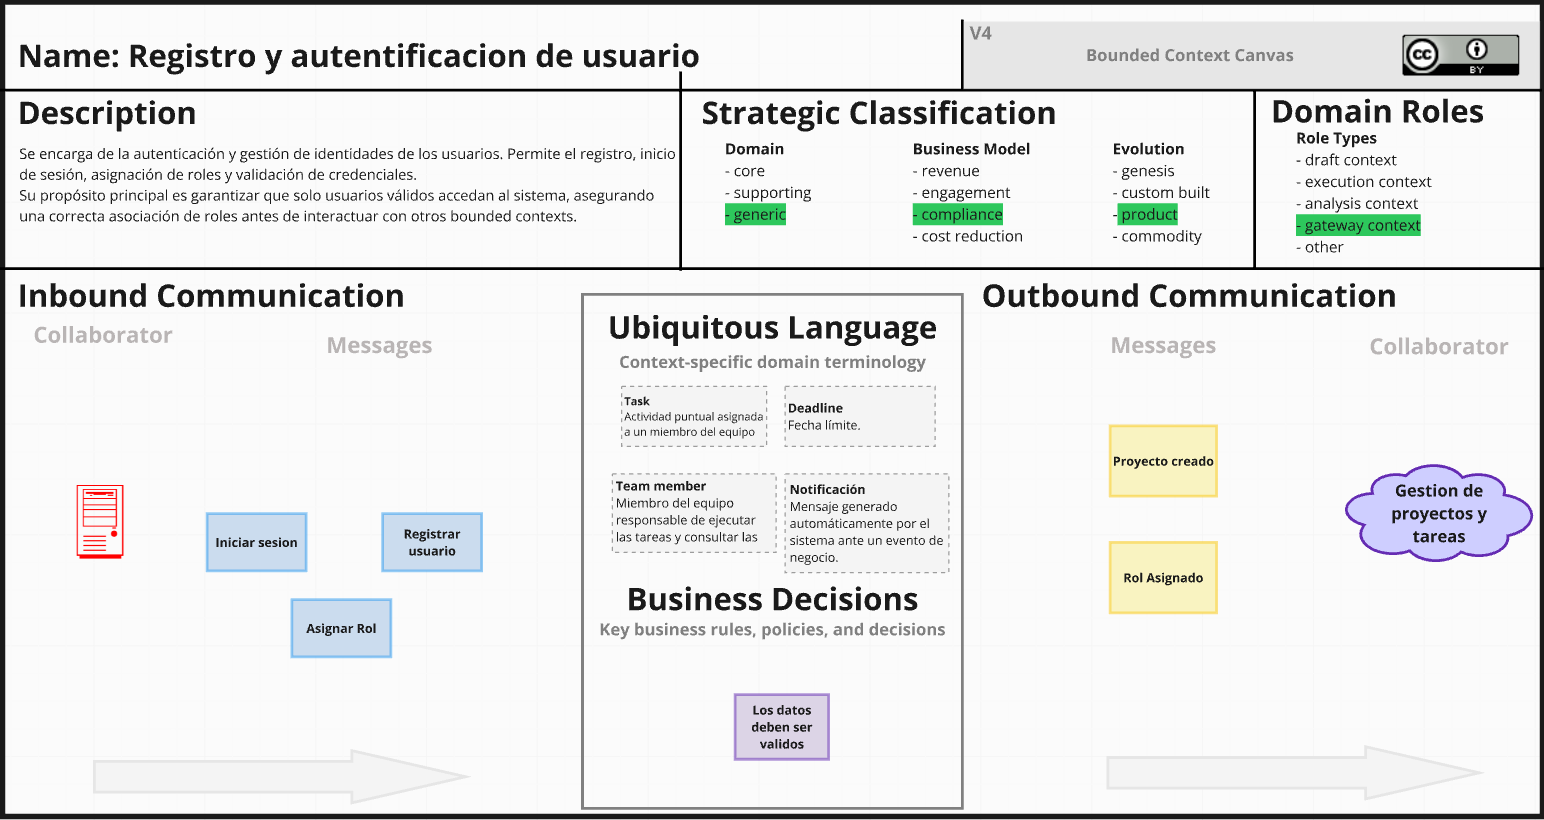 Name: Registro y autentificacion de usuario
V4
Bounded Context Canvas
cc
BY
Description
Se encarga de la autenticación y gestión de identidades de los usuarios. Permite el registro, inicio
de sesión, asignación de roles y validación de credenciales.
Su propósito principal es garantizar que solo usuarios válidos accedan al sistema, asegurando
una correcta asociación de roles antes de interactuar con otros bounded contexts.
Strategic Classification
Domain
- core
- supporting
- generic
Business Model
- revenue
- engagement
- compliance
- cost reduction
Evolution
- genesis
- custom built
- product
- commodity
Domain Roles
Role Types
- draft context
- execution context
- analysis context
- gateway context
- other
Inbound Communication
Collaborator
Messages
Iniciar sesion
Registrar
usuario
Asignar Rol
Ubiquitous Language
Context-specific domain terminology
Task
Actividad puntual asignada
a un miembro del equipo
Deadline
Fecha límite.
Team member
Miembro del equipo
responsable de ejecutar
las tareas y consultar las
Notificación
Mensaje generado
automáticamente por el
sistema ante un evento de
negocio.
Business Decisions
Key business rules, policies, and decisions
Los datos
deben ser
validos
Outbound Communication
Messages
Collaborator
Proyecto creado
Rol Asignado
Gestion de
proyectos y
tareas